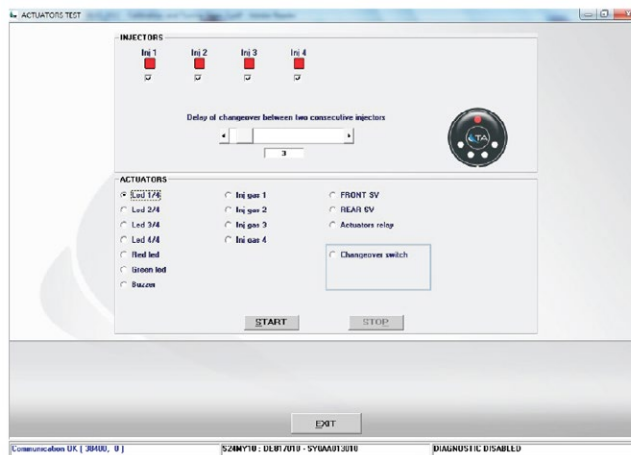 ACTUATORS TEST
INJECTORS
Inj 1 Inj 2 Inj 3 Inj 4
Delay of changeover between two consecutive injectors
3
ACTUATORS
Led 1/4 Inj gas 1 FRONT SV
Led 2/4 Inj gas 2 REAR SV
Led 3/4 Inj gas 3 Actuators relay
Led 4/4 Inj gas 4
Red led Changeover switch
Green led
Buzzer
START STOP
EXIT
Communication OK ( 38400, 0 ) DIAGNOSTIC DISABLED